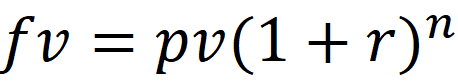 fv = pv(1 + r)ⁿ